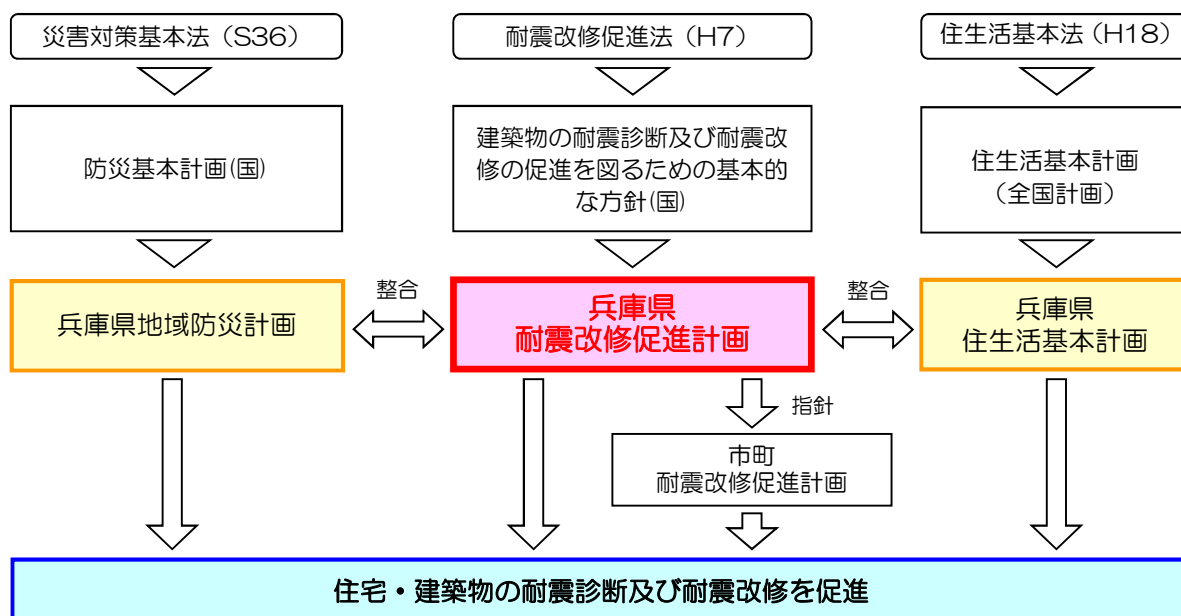 災害対策基本法(S36)
耐震改修促進法(H7)
住生活基本法(H18)
防災基本計画(国)
建築物の耐震診断及び耐震改
修の促進を図るための基本的
な方針(国)
住生活基本計画
(全国計画)
兵庫県地域防災計画
整合
兵庫県
耐震改修促進計画
整合
兵庫県
住生活基本計画
指針
市町
耐震改修促進計画
住宅・建築物の耐震診断及び耐震改修を促進